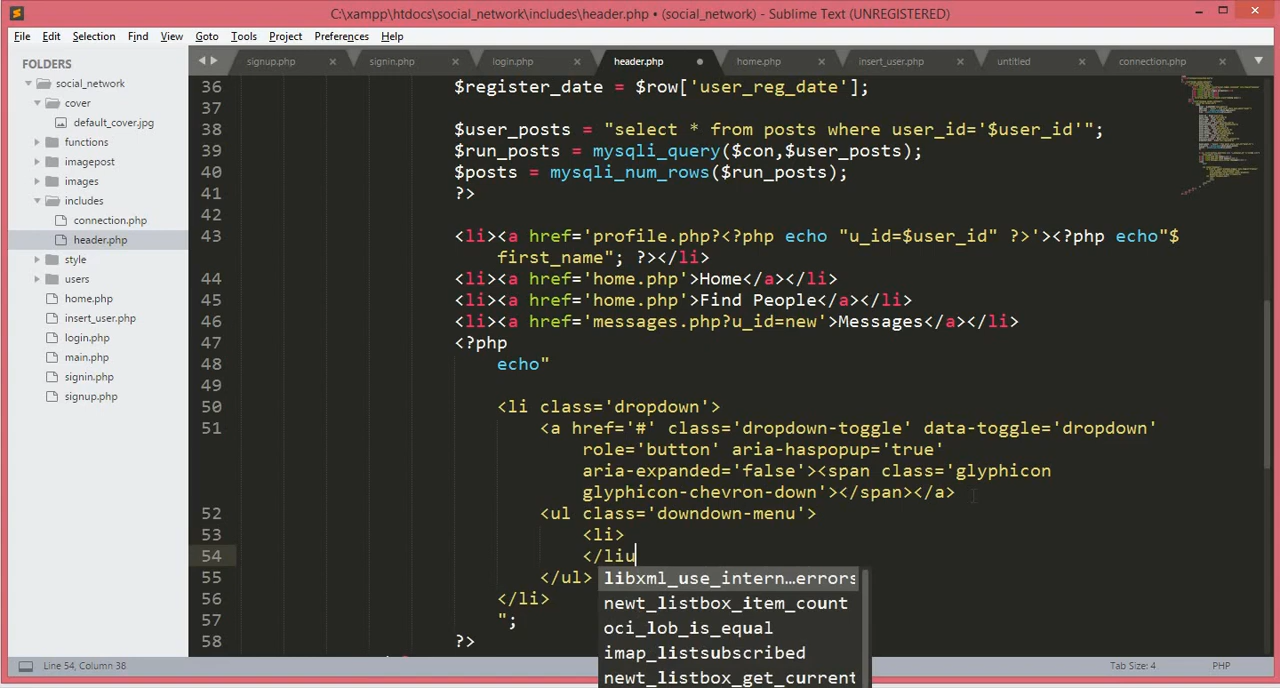 C:\xampp\htdocs\social_network\includes\header.php • (social_network) - Sublime Text (UNREGISTERED)
File Edit Selection Find View Goto Tools Project Preferences Help
FOLDERS
social_network
cover
default_cover.jpg
functions
imagepost
images
includes
connection.php
header.php
style
users
home.php
insert_user.php
login.php
main.php
signin.php
signup.php
signup.php signin.php login.php header.php home.php insert_user.php untitled connection.php
36 $register_date = $row['user_reg_date'];
37
38 $user_posts = "select * from posts where user_id='$user_id'";
39 $run_posts = mysqli_query($con,$user_posts);
40 $posts = mysqli_num_rows($run_posts);
41 ?>
42
43 <li><a href='profile.php?<?php echo "u_id=$user_id" ?>'><?php echo"$
first_name"; ?></li>
44 <li><a href='home.php'>Home</a></li>
45 <li><a href='home.php'>Find People</a></li>
46 <li><a href='messages.php?u_id=new'>Messages</a></li>
47 <?php
48 echo"
49
50 <li class='dropdown'>
51 <a href='#' class='dropdown-toggle' data-toggle='dropdown'
role='button' aria-haspopup='true'
aria-expanded='false'><span class='glyphicon
glyphicon-chevron-down'></span></a>
52 <ul class='downdown-menu'>
53 <li>
54 </liu
55 </ul>
56 </li>
57 ";
58 ?>
libxml_use_intern…errors
newt_listbox_item_count
oci_lob_is_equal
imap_listsubscribed
newt_listbox_get_current
Line 54, Column 38 Tab Size: 4 PHP